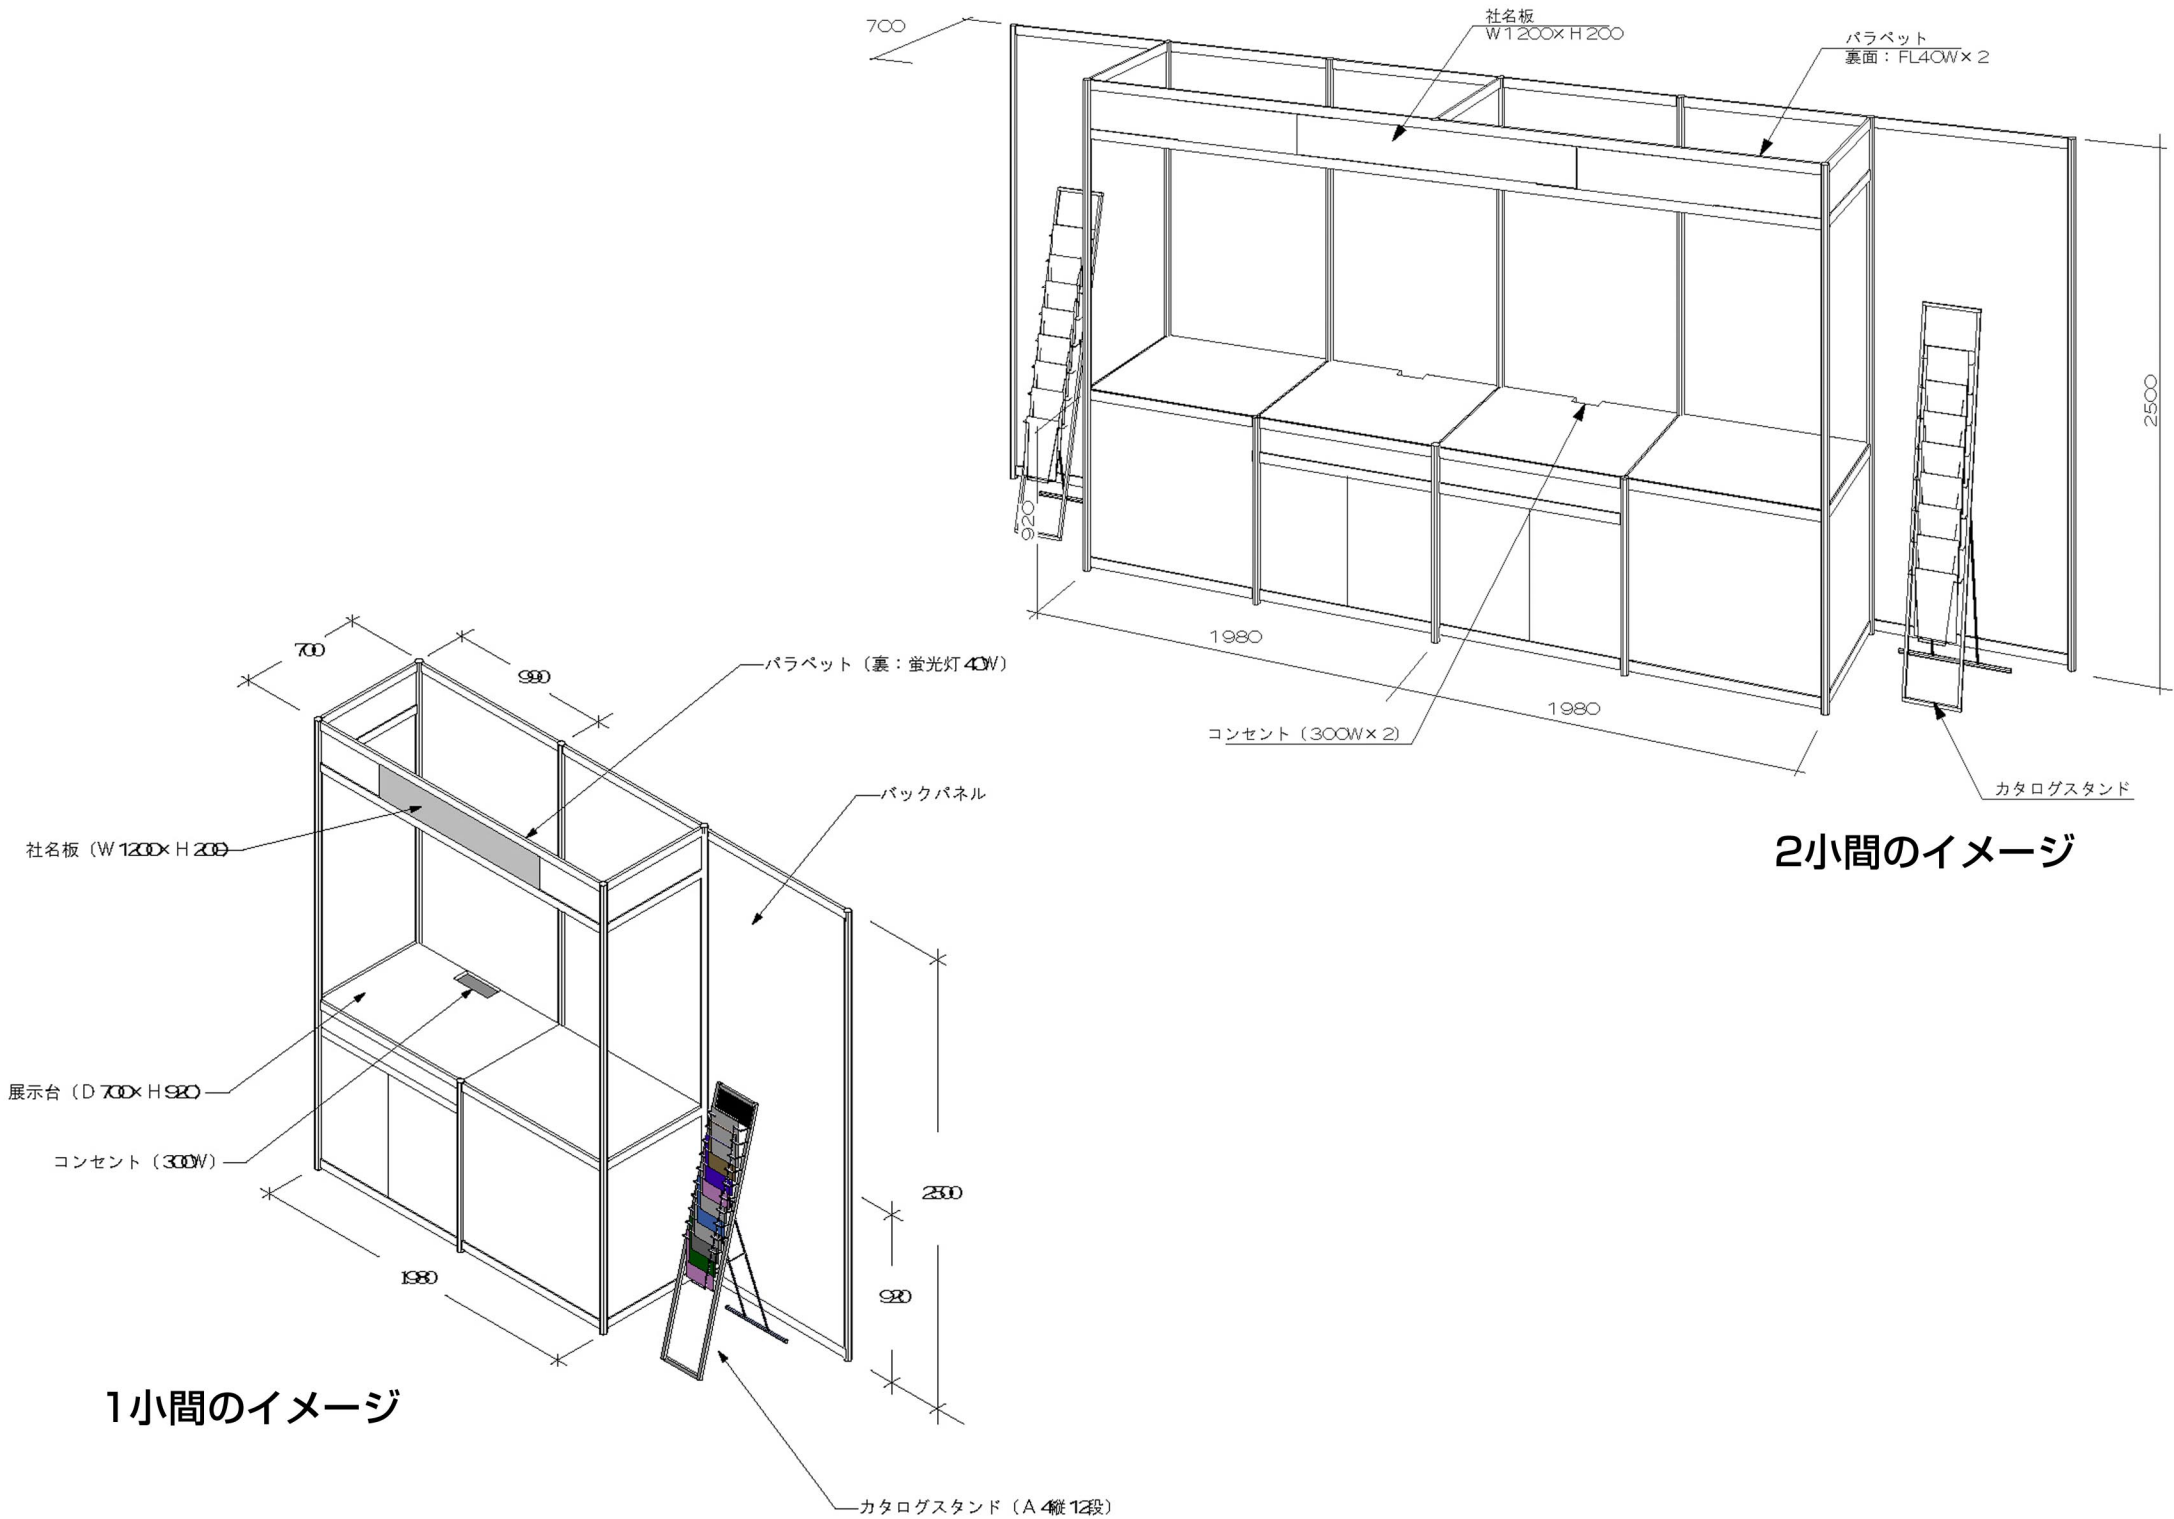 700
社名板
W1200×H200
パラペット
裏面：FL40W×2
2500
920
1980
1980
コンセント（300W×2）
カタログスタンド
2小間のイメージ
700
990
パラペット（裏：蛍光灯40W）
バックパネル
社名板（W1200×H200）
展示台（D700×H920）
コンセント（300W）
2500
920
1980
1小間のイメージ
カタログスタンド（A4縦12段）